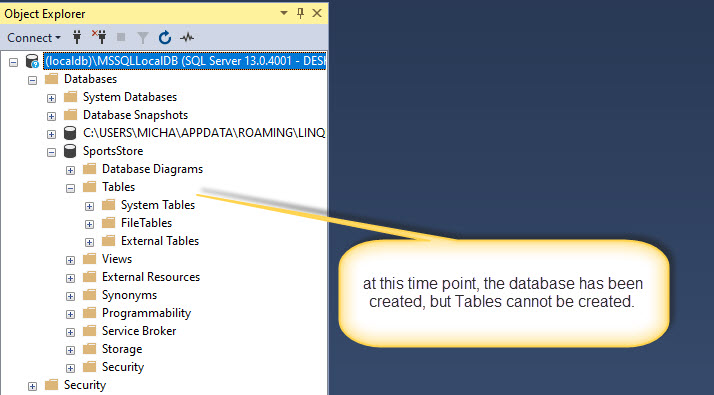 Object Explorer
Connect
(localdb)\MSSQLLocalDB (SQL Server 13.0.4001 - DESK
Databases
System Databases
Database Snapshots
C:\USERS\MICHA\APPDATA\ROAMING\LINQ
SportsStore
Database Diagrams
Tables
System Tables
FileTables
External Tables
Views
External Resources
Synonyms
Programmability
Service Broker
Storage
Security
Security
at this time point, the database has been
created, but Tables cannot be created.